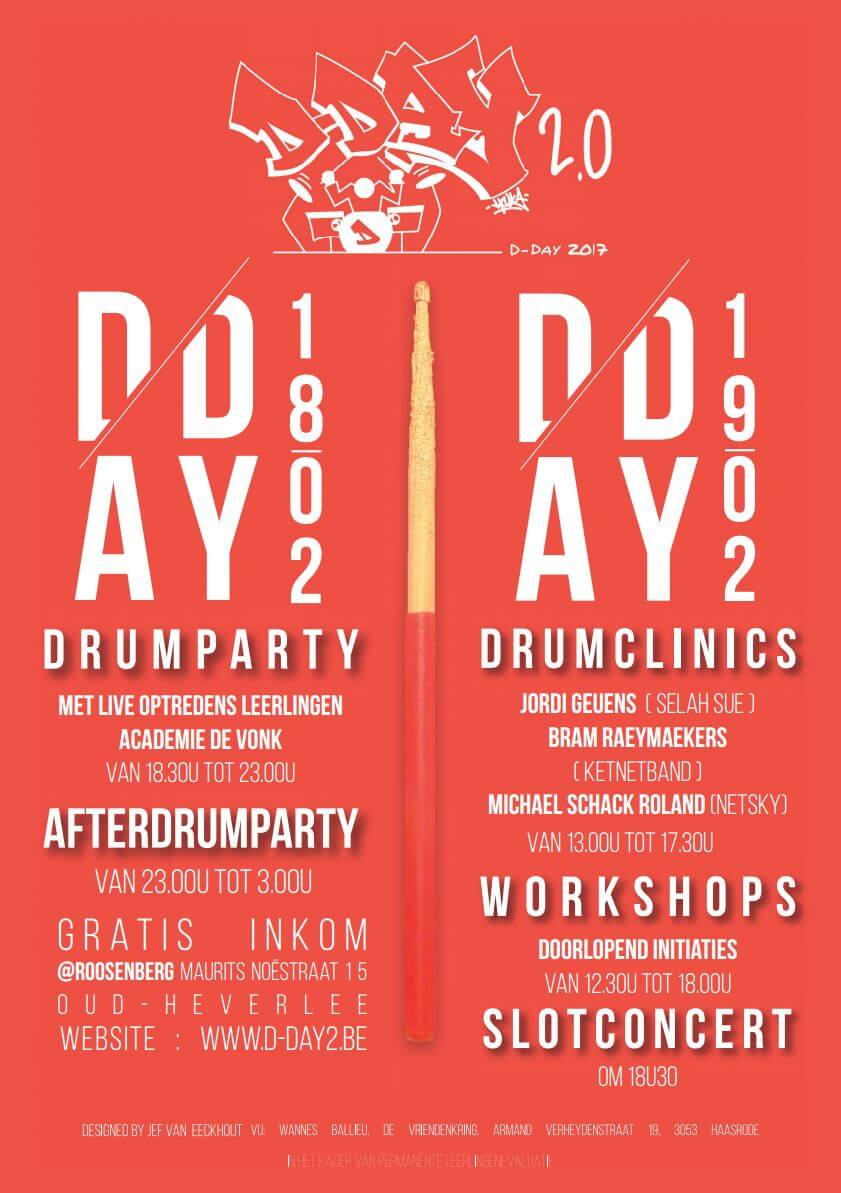 D-DAY 2.0
HUKA
D-DAY 2017
D/D
AY
18
02
DRUMPARTY
MET LIVE OPTREDENS LEERLINGEN
ACADEMIE DE VONK
VAN 18.30U TOT 23.00U
AFTERDRUMPARTY
VAN 23.00U TOT 3.00U
GRATIS INKOM
@ROOSENBERG MAURITS NOËSTRAAT 15
OUD-HEVERLEE
WEBSITE : WWW.D-DAY2.BE
D/D
AY
19
02
DRUMCLINICS
JORDI GEUENS ( SELAH SUE )
BRAM RAEYMAEKERS
( KETNETBAND )
MICHAEL SCHACK ROLAND (NETSKY)
VAN 13.00U TOT 17.30U
WORKSHOPS
DOORLOPEND INITIATIES
VAN 12.30U TOT 18.00U
SLOTCONCERT
OM 18U30
DESIGNED BY JEF VAN EECKHOUT VU: WANNES BALLIEU, DE VRIENDENKRING, ARMAND VERHEYDENSTRAAT 19, 3053 HAASRODE
IN HET KADER VAN PERMANENTE LEERLINGENEVALUATIE